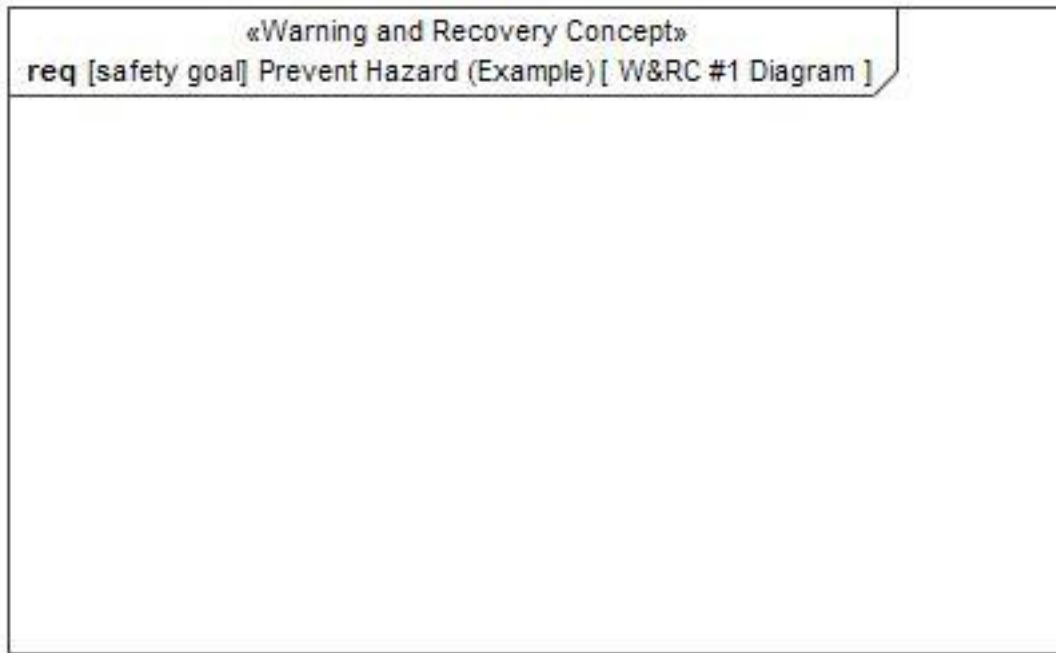 «Warning and Recovery Concept»
req [safety goal] Prevent Hazard (Example) [ W&RC #1 Diagram ]